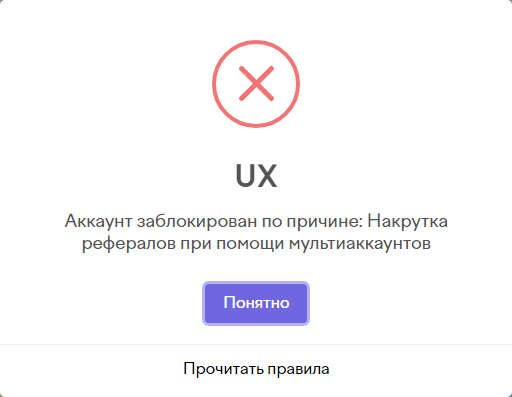 UX
Аккаунт заблокирован по причине: Накрутка
рефералов при помощи мультиаккаунтов
Понятно
Прочитать правила